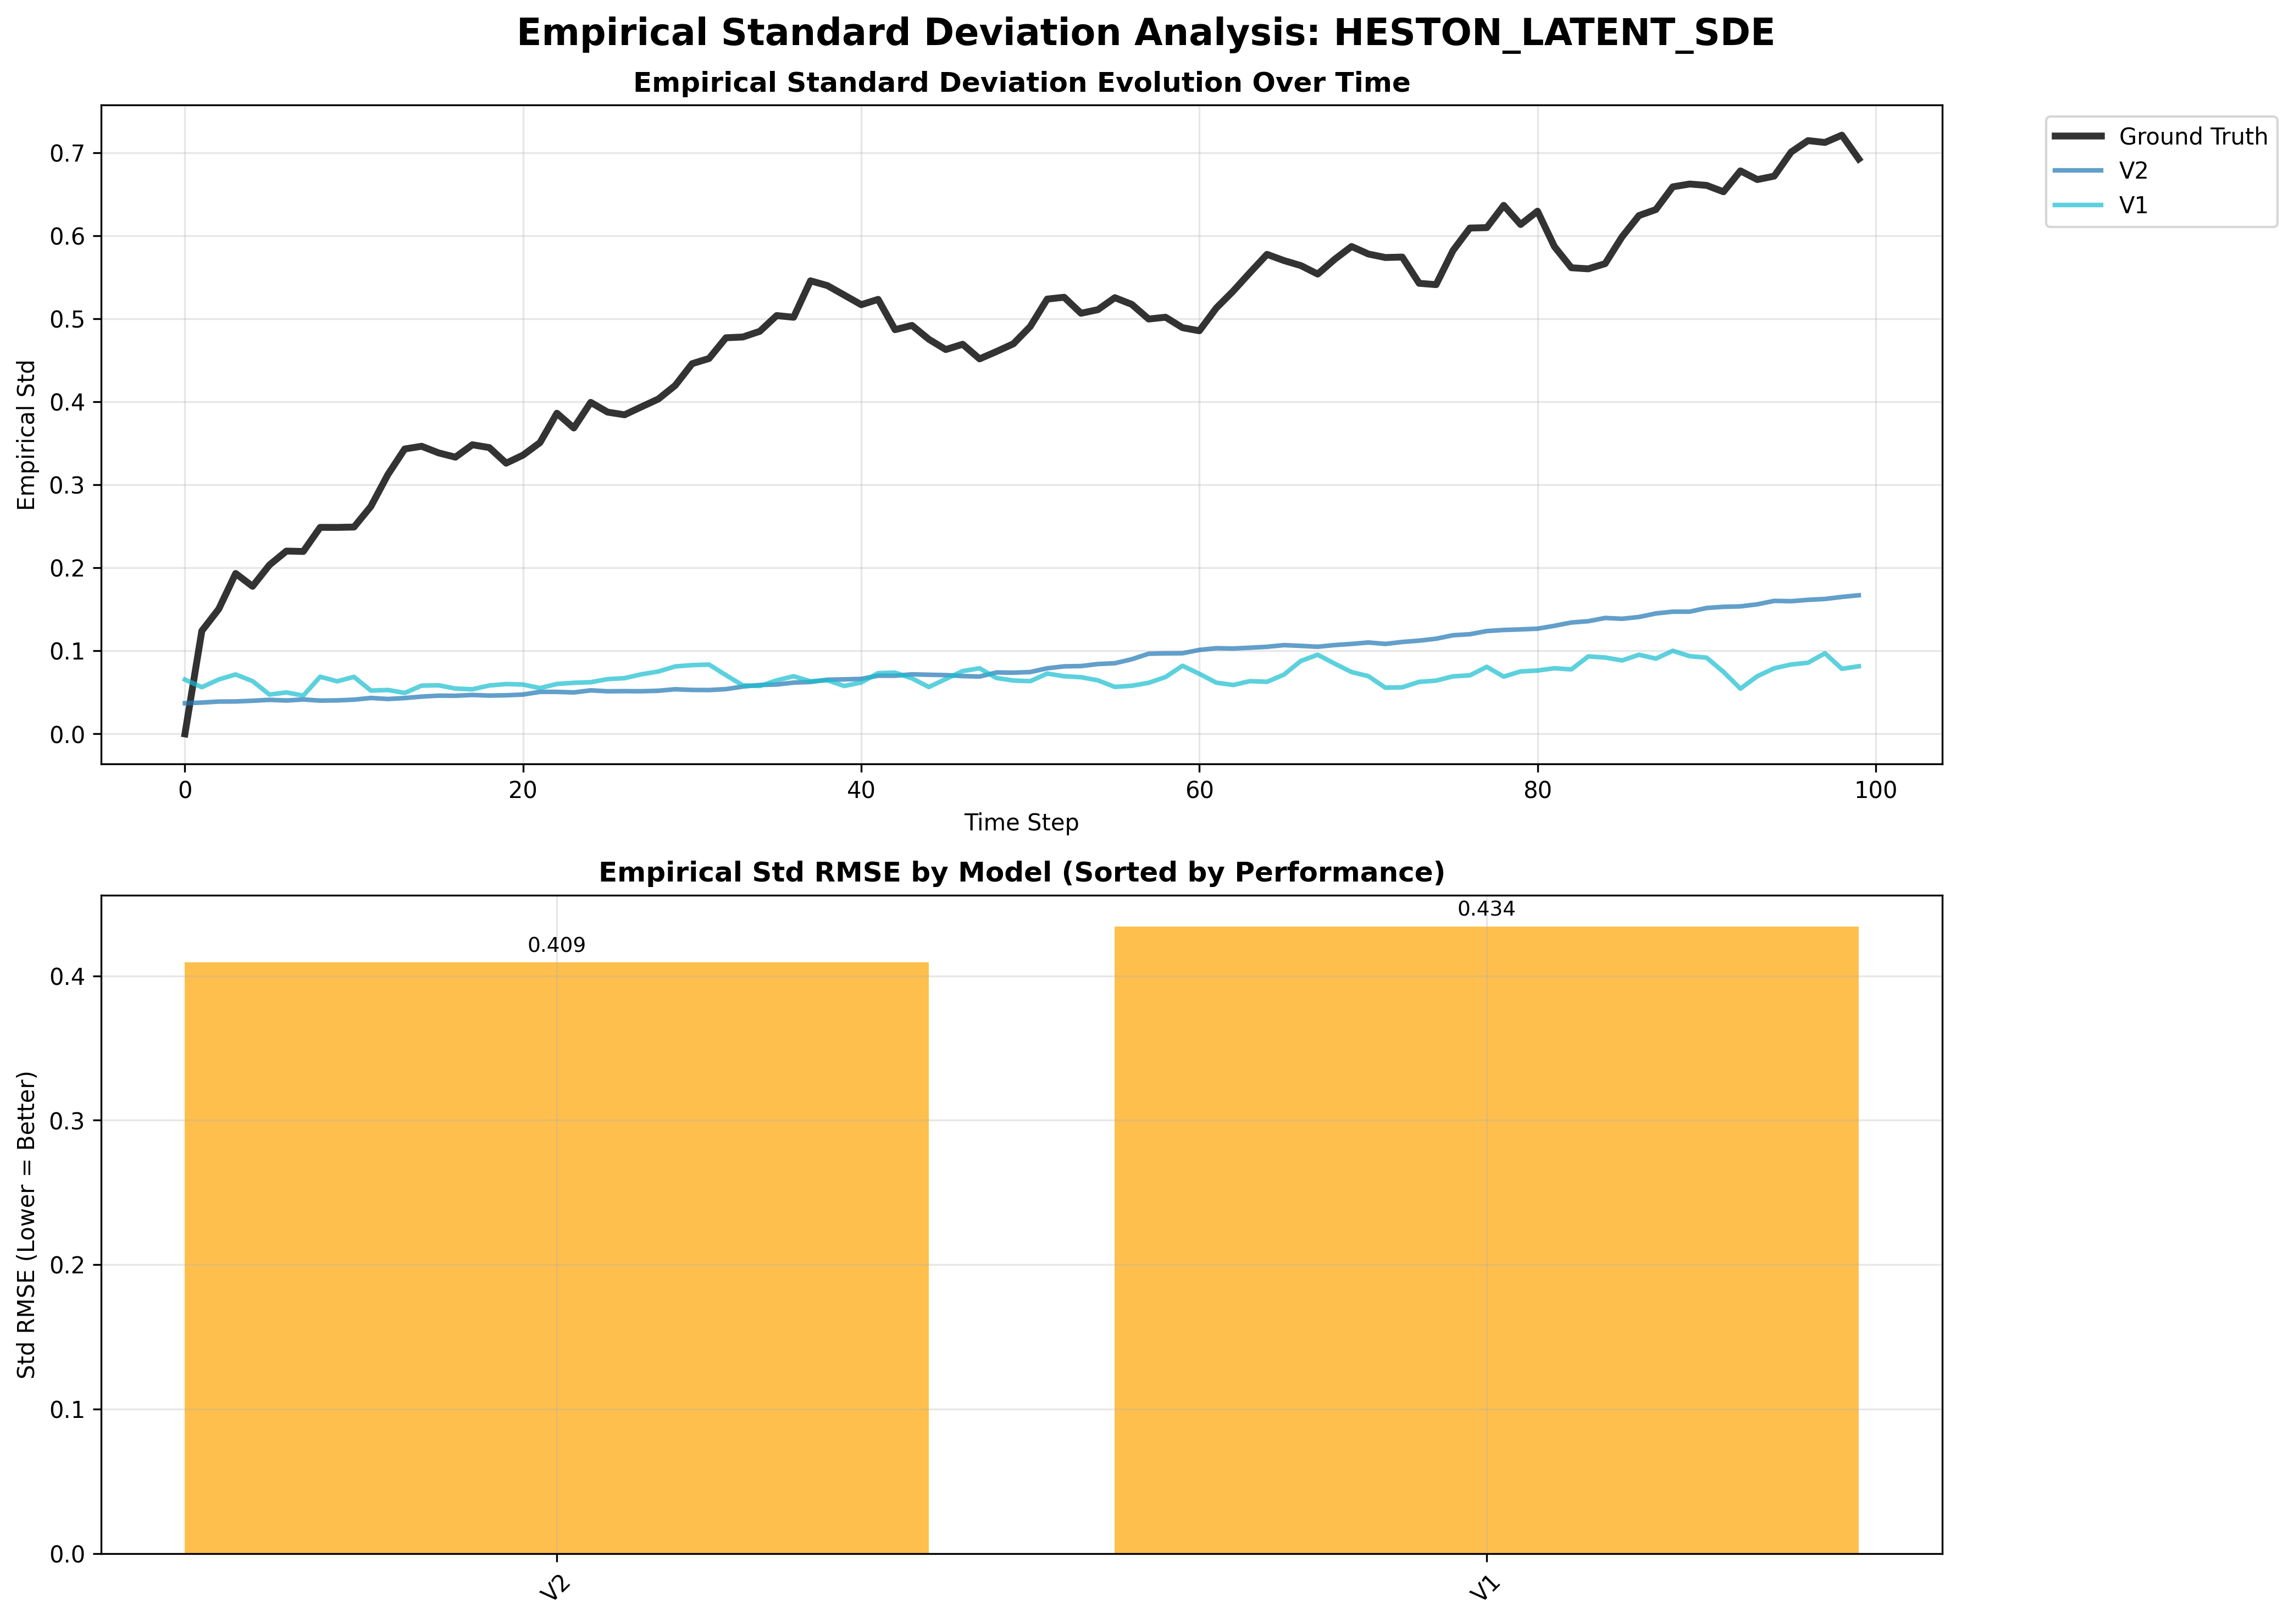 Empirical Standard Deviation Analysis: HESTON_LATENT_SDE
Empirical Standard Deviation Evolution Over Time
Empirical Std
0.7
0.6
0.5
0.4
0.3
0.2
0.1
0.0
0 20 40 60 80 100
Time Step
Ground Truth
V2
V1
Empirical Std RMSE by Model (Sorted by Performance)
Std RMSE (Lower = Better)
0.4
0.3
0.2
0.1
0.0
0.409
0.434
V2 V1